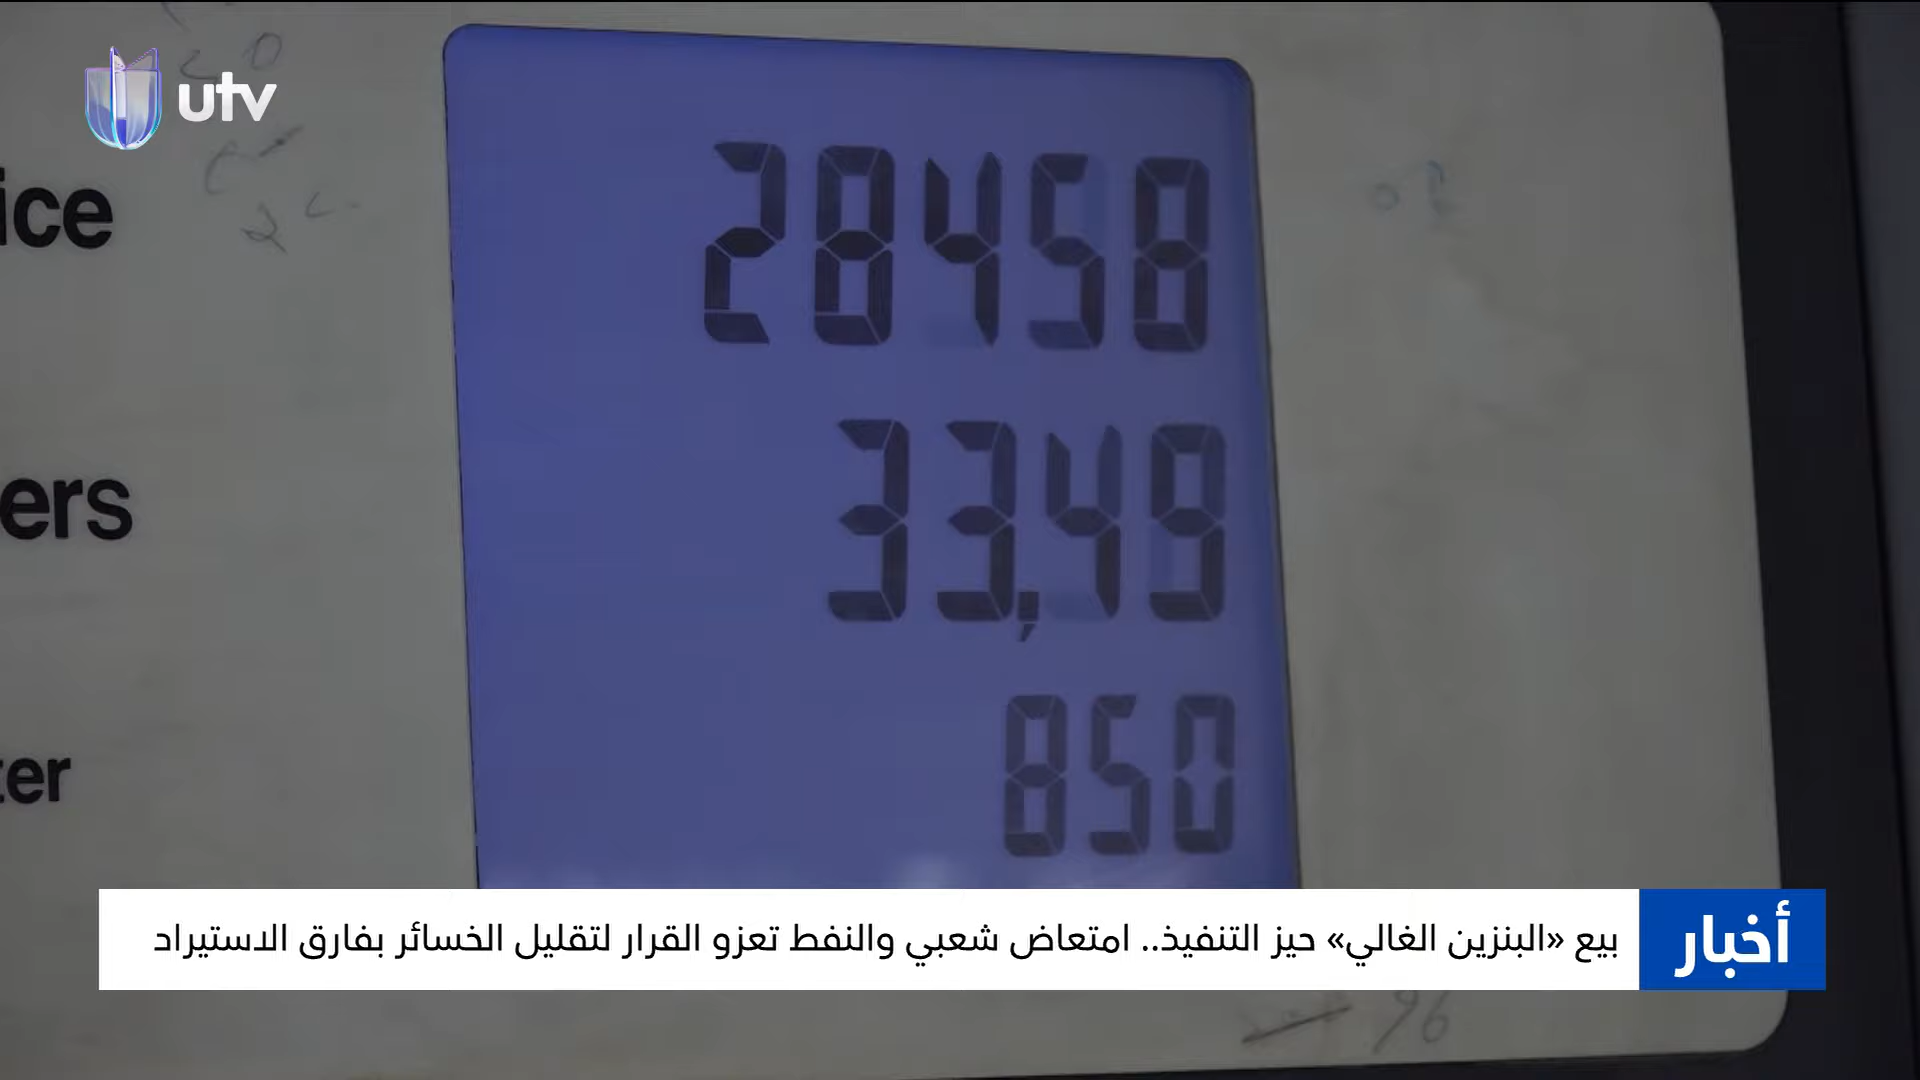 utv
ice
28458
ers
33,49
ter
850
أخبار
بيع «البنزين الغالي» حيز التنفيذ.. امتعاض شعبي والنفط تعزو القرار لتقليل الخسائر بفارق الاستيراد
96